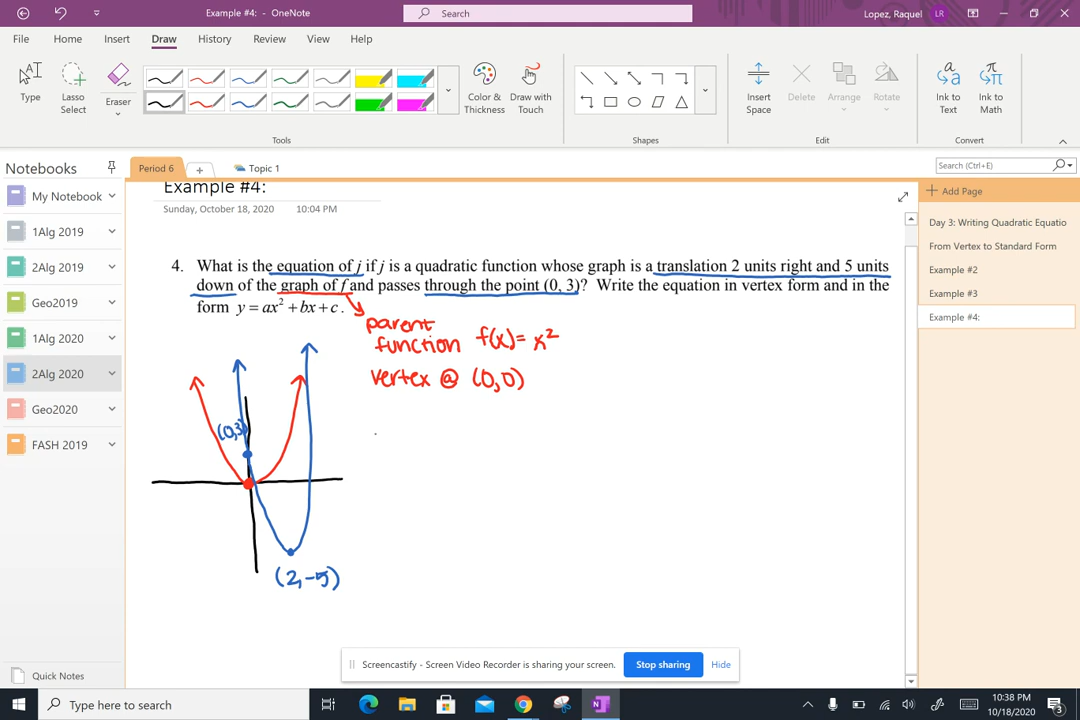 Example #4: - OneNote
Search
Lopez, Raquel LR
File Home Insert Draw History Review View Help
Type
Lasso Select
Eraser
Color & Thickness
Draw with Touch
Insert Space
Delete
Arrange
Rotate
Ink to Text
Ink to Math
Tools
Shapes
Edit
Convert
Notebooks
Period 6
Topic 1
Search (Ctrl+E)
My Notebook
1Alg 2019
2Alg 2019
Geo2019
1Alg 2020
2Alg 2020
Geo2020
FASH 2019
Quick Notes
Example #4:
Sunday, October 18, 2020 10:04 PM
4. What is the equation of j if j is a quadratic function whose graph is a translation 2 units right and 5 units
down of the graph of f and passes through the point (0, 3)? Write the equation in vertex form and in the
form y = ax² + bx + c.
parent
function f(x) = x²
vertex @ (0,0)
(0,3)
(2,-5)
Add Page
Day 3: Writing Quadratic Equatio
From Vertex to Standard Form
Example #2
Example #3
Example #4:
Screencastify - Screen Video Recorder is sharing your screen.
Stop sharing
Hide
Type here to search
10:38 PM
10/18/2020
3